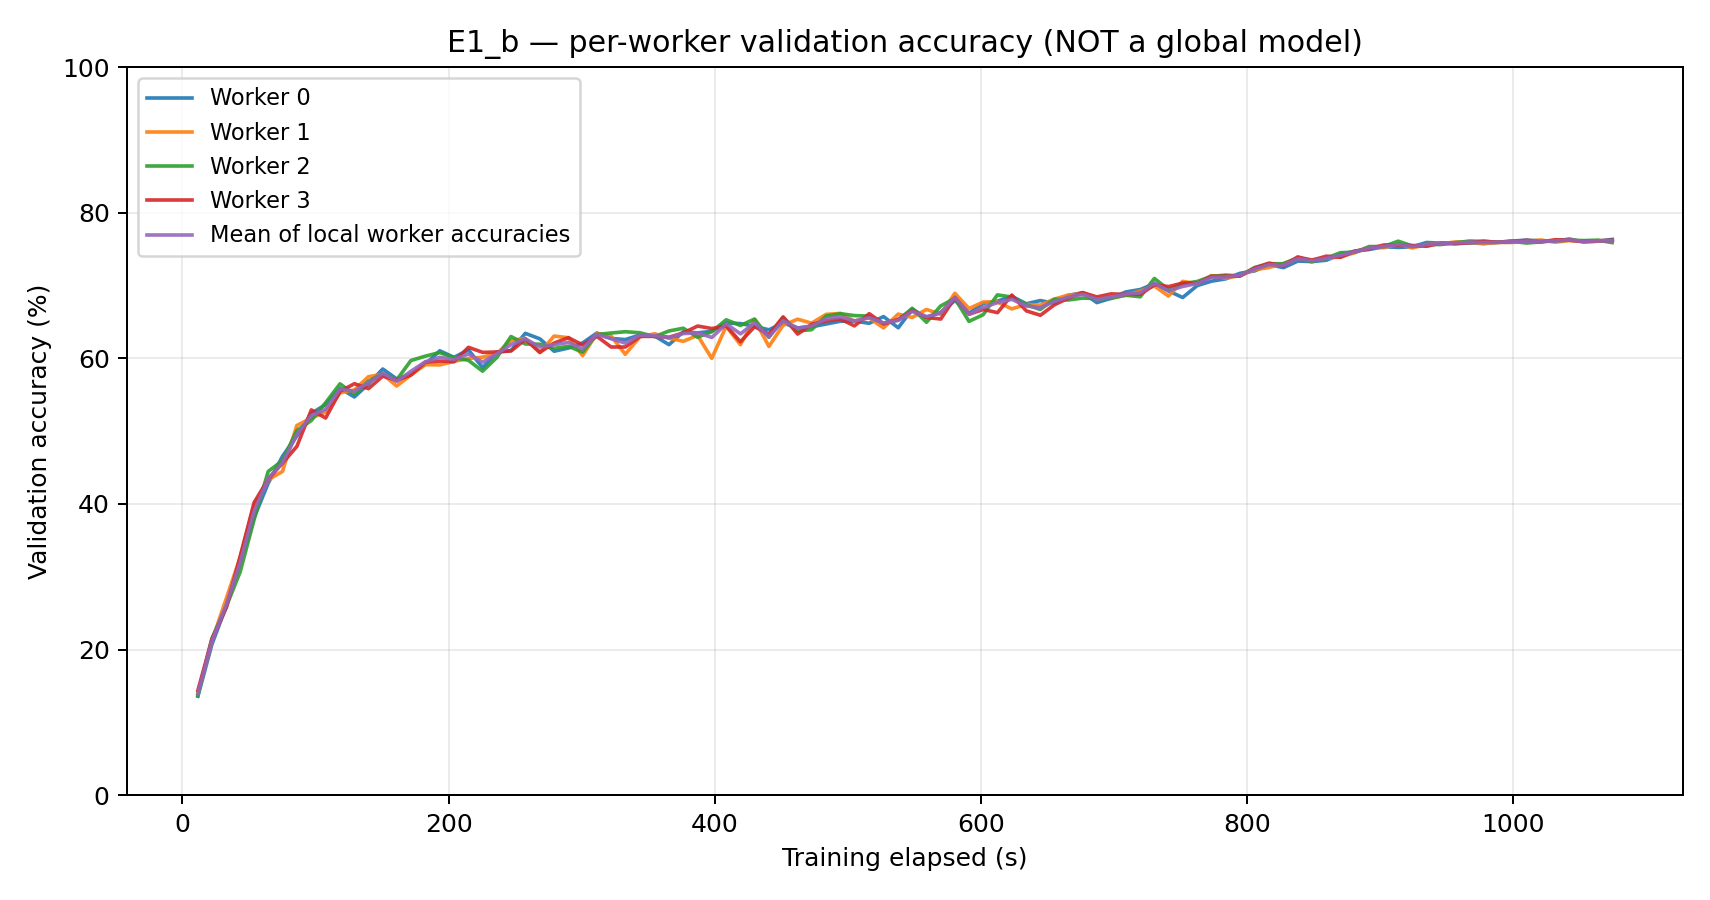 E1_b — per-worker validation accuracy (NOT a global model)
Worker 0
Worker 1
Worker 2
Worker 3
Mean of local worker accuracies
Validation accuracy (%)
100
80
60
40
20
0
0 200 400 600 800 1000
Training elapsed (s)